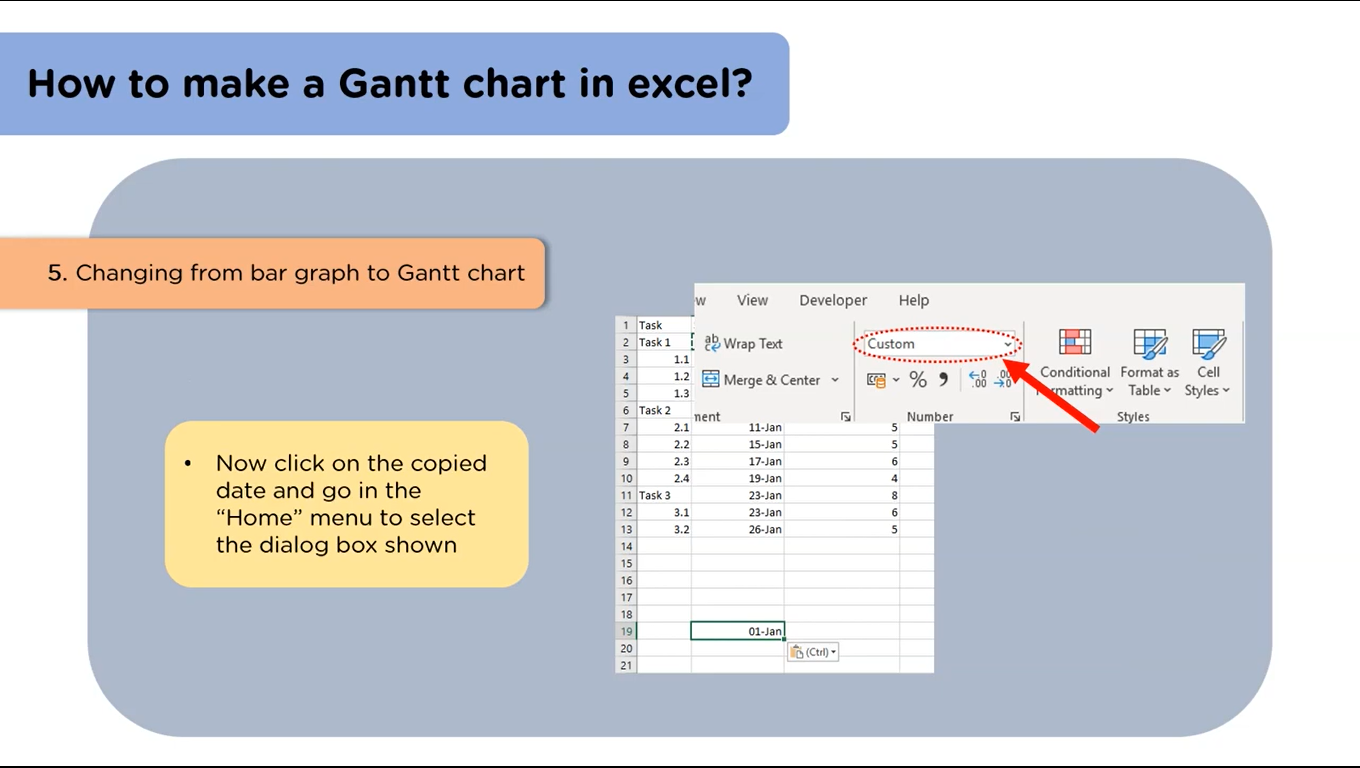 How to make a Gantt chart in excel?
5. Changing from bar graph to Gantt chart
• Now click on the copied
date and go in the
“Home” menu to select
the dialog box shown
w View Developer Help
ab
c Wrap Text
Custom
Merge & Center
% , ←0 .00
.00 →0
Conditional Format as Cell
rmatting Table Styles
ment Number Styles
1 Task
2 Task 1
3 1.1
4 1.2
5 1.3
6 Task 2
7 2.1 11-Jan 5
8 2.2 15-Jan 5
9 2.3 17-Jan 6
10 2.4 19-Jan 4
11 Task 3 23-Jan 8
12 3.1 23-Jan 6
13 3.2 26-Jan 5
14
15
16
17
18
19 01-Jan
20 (Ctrl)
21